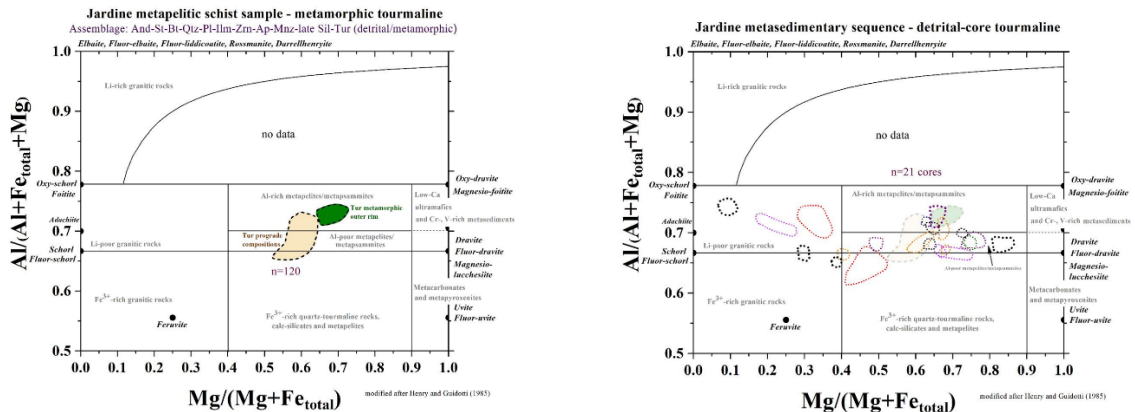 Jardine metapelitic schist sample - metamorphic tourmaline
Assemblage: And-St-Bt-Qtz-Pl-Ilm-Zrn-Ap-Mnz-late Sil-Tur (detrital/metamorphic)
Elbaite, Fluor-elbaite, Fluor-liddicoatite, Rossmanite, Darrellhenryite
1.0
Li-rich granitic rocks
0.9
no data
0.8
Oxy-schorl
Foitite
Oxy-dravite
Magnesio-foitite
Al-rich metapelites/metapsammites
Low-Ca
ultramafics
and Cr-, V-rich metasediments
Tur metamorphic
outer rim
Adachiite
0.7
Tur prograde
compositions
Al-poor metapelites/
metapsammites
Li-poor granitic rocks
Schorl
Fluor-schorl
Dravite
Fluor-dravite
Magnesio-
lucchesiite
n=120
0.6
Fe3+-rich granitic rocks
Feruvite
Fe3+-rich quartz-tourmaline rocks,
calc-silicates and metapelites
Metacarbonates
and metapyroxenites
Uvite
Fluor-uvite
0.5
0.0 0.1 0.2 0.3 0.4 0.5 0.6 0.7 0.8 0.9 1.0
Al/(Al+Fetotal+Mg)
Mg/(Mg+Fetotal)
modified after Henry and Guidotti (1985)
Jardine metasedimentary sequence - detrital-core tourmaline
Elbaite, Fluor-elbaite, Fluor-liddicoatite, Rossmanite, Darrellhenryite
1.0
Li-rich granitic rocks
0.9
no data
0.8
n=21 cores
Oxy-schorl
Foitite
Oxy-dravite
Magnesio-foitite
Al-rich metapelites/metapsammites
Low-Ca
ultramafics
and Cr-, V-rich metasediments
Adachiite
0.7
Li-poor granitic rocks
Schorl
Fluor-schorl
Dravite
Fluor-dravite
Magnesio-
lucchesiite
Al-poor metapelites/metapsammites
0.6
Fe3+-rich granitic rocks
Feruvite
Fe3+-rich quartz-tourmaline rocks,
calc-silicates and metapelites
Metacarbonates
and metapyroxenites
Uvite
Fluor-uvite
0.5
0.0 0.1 0.2 0.3 0.4 0.5 0.6 0.7 0.8 0.9 1.0
Al/(Al+Fetotal+Mg)
Mg/(Mg+Fetotal)
modified after Henry and Guidotti (1985)